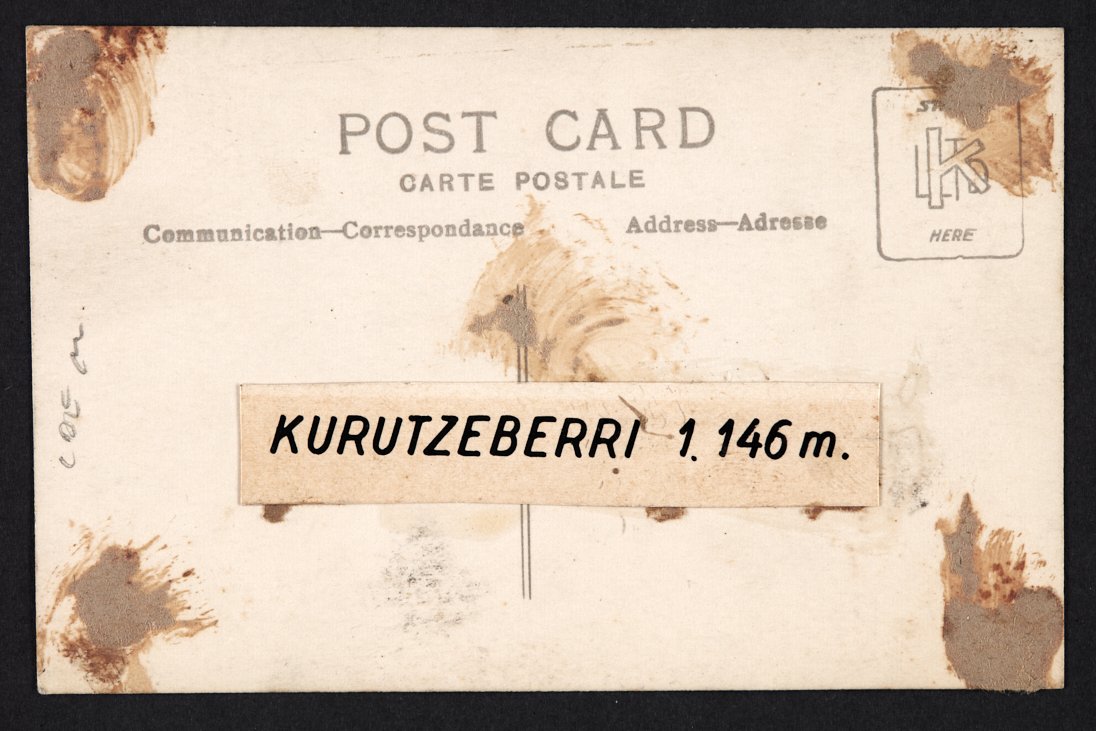 POST CARD
CARTE POSTALE
Communication—Correspondance
Address—Adresse
HERE
KURUTZEBERRI 1.146 m.